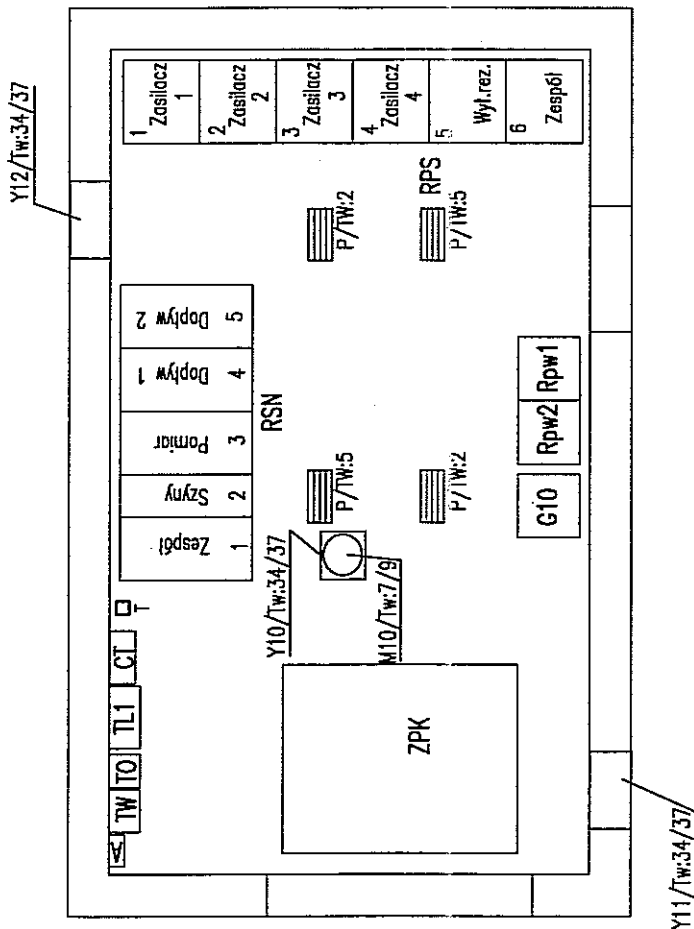 Y12/Tw:34/37
1
Zasilacz
1
2
Zasilacz
2
3
Zasilacz
3
4
Zasilacz
4
5
Wył.rez.
6
Zespół
RPS
P/TW:2
P/TW:5
Dopływ 2
5
Dopływ 1
4
Pomiar
3
Szyny
2
Zespół
1
RSN
P/TW:5
P/TW:2
Rpw1
Rpw2
G10
Y10/Tw:34/37
M10/Tw:7/9
T
CT
TL1
TO
TW
A
ZPK
Y11/Tw:34/37